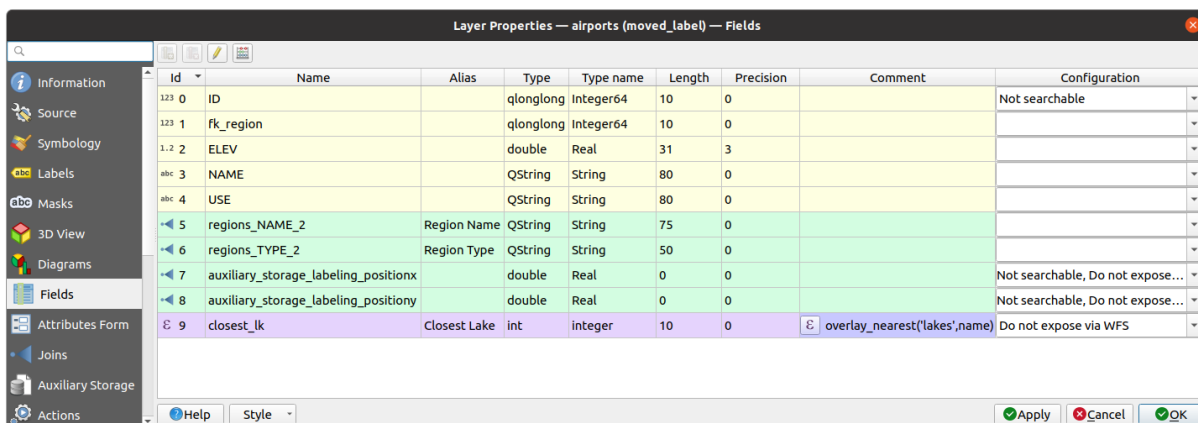 Layer Properties — airports (moved_label) — Fields
Information
Source
Symbology
abc Labels
abc Masks
3D View
Diagrams
Fields
Attributes Form
Joins
Auxiliary Storage
Actions
Id Name Alias Type Type name Length Precision Comment Configuration
123 0 ID qlonglong Integer64 10 0 Not searchable
123 1 fk_region qlonglong Integer64 10 0
1.2 2 ELEV double Real 31 3
abc 3 NAME QString String 80 0
abc 4 USE QString String 80 0
5 regions_NAME_2 Region Name QString String 75 0
6 regions_TYPE_2 Region Type QString String 50 0
7 auxiliary_storage_labeling_positionx double Real 0 0 Not searchable, Do not expose...
8 auxiliary_storage_labeling_positiony double Real 0 0 Not searchable, Do not expose...
ε 9 closest_lk Closest Lake int integer 10 0 ε overlay_nearest('lakes',name) Do not expose via WFS
Help Style Apply Cancel OK